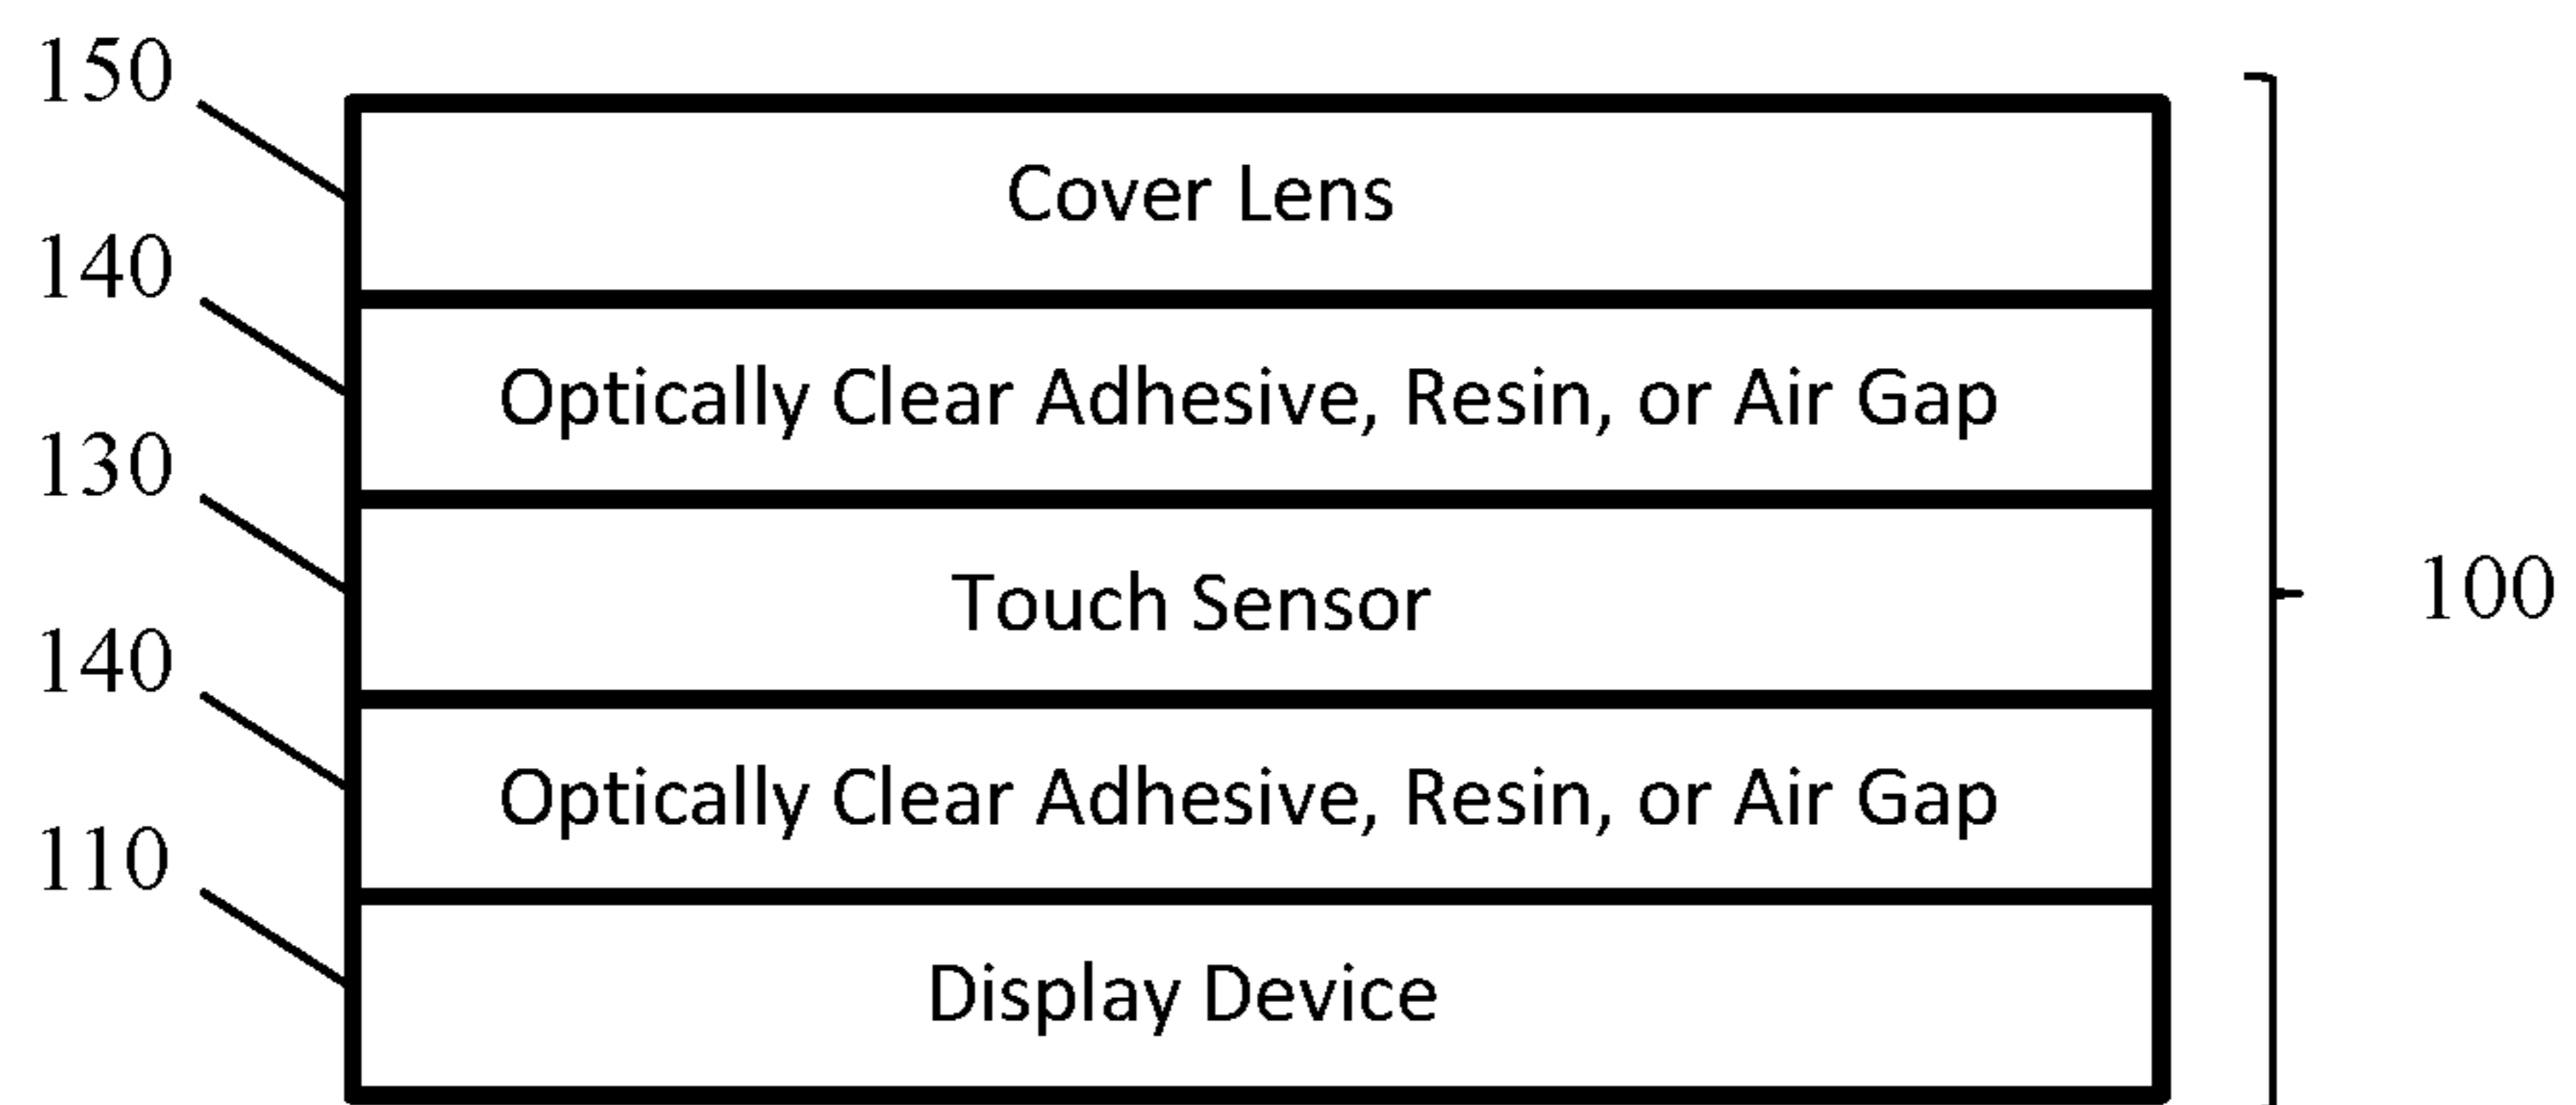 150
Cover Lens
140
Optically Clear Adhesive, Resin, or Air Gap
130
Touch Sensor
100
140
Optically Clear Adhesive, Resin, or Air Gap
110
Display Device